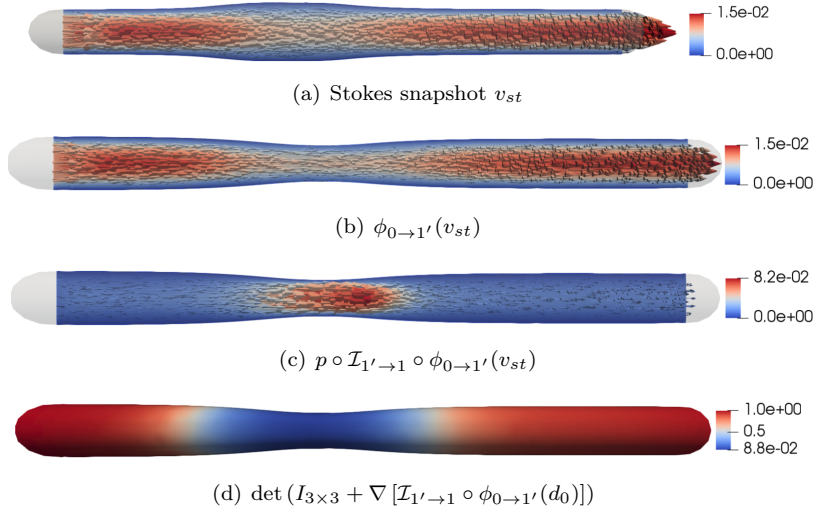 1.5e-02
0.0e+00
(a) Stokes snapshot v_{st}
1.5e-02
0.0e+00
(b) ϕ_{0→1′}(v_{st})
8.2e-02
0.0e+00
(c) p ∘ ℐ_{1′→1} ∘ ϕ_{0→1′}(v_{st})
1.0e+00
0.5
8.8e-02
(d) det (I_{3×3} + ∇ [ℐ_{1′→1} ∘ ϕ_{0→1′}(d_0)])